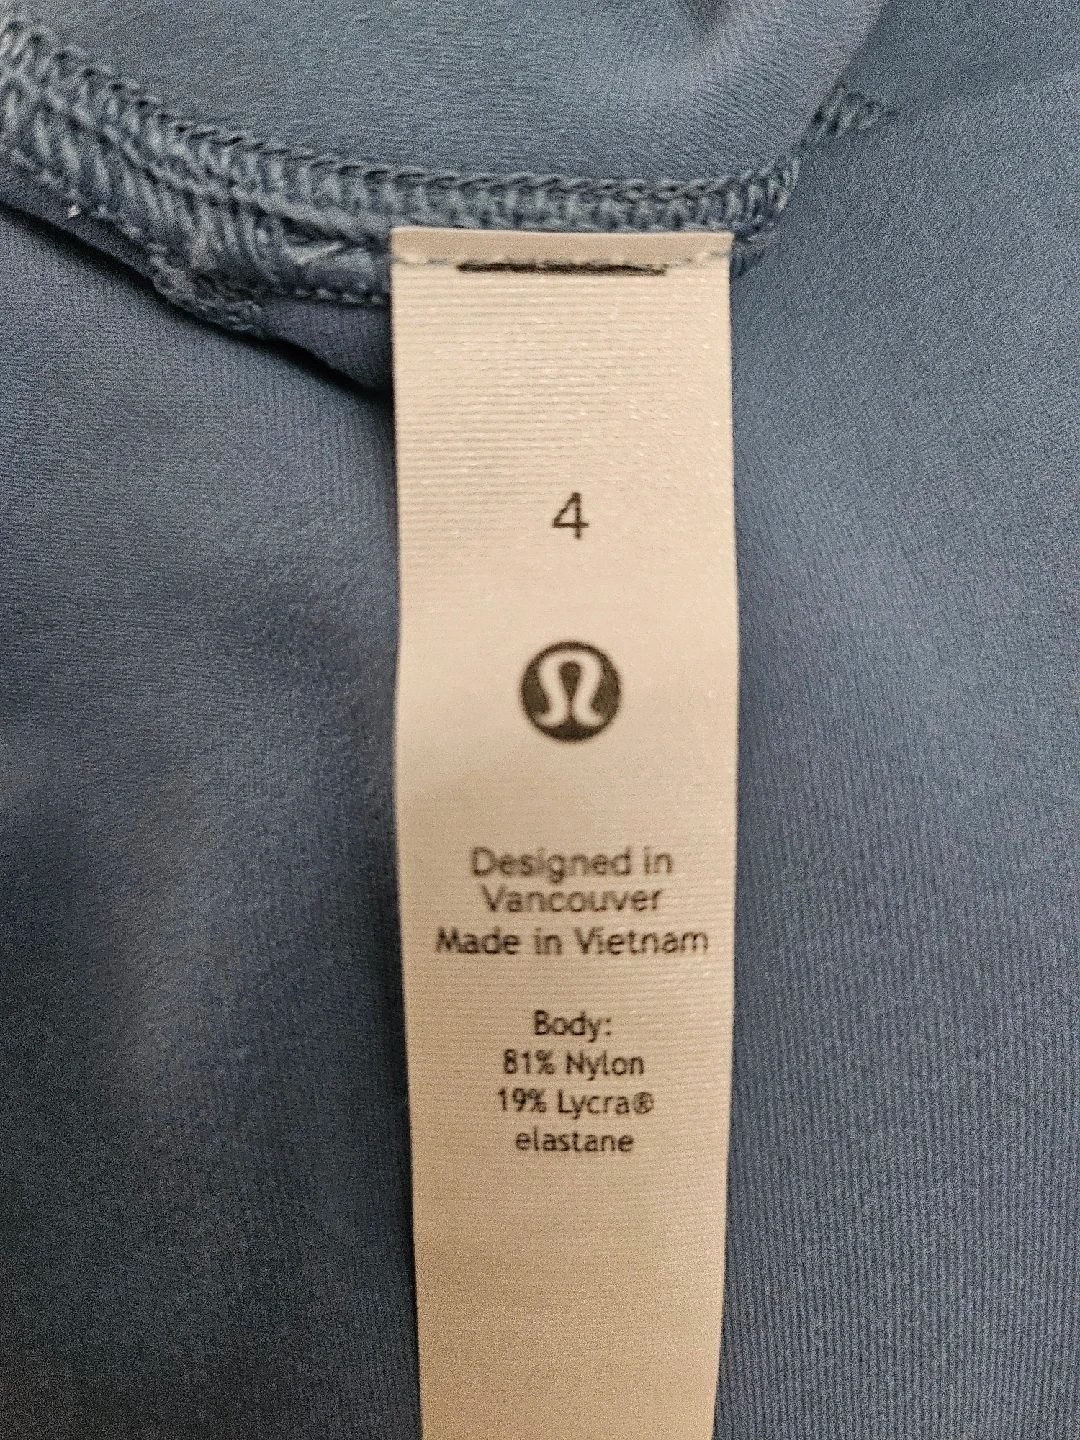 4
Designed in
Vancouver
Made in Vietnam
Body:
81% Nylon
19% Lycra®
elastane